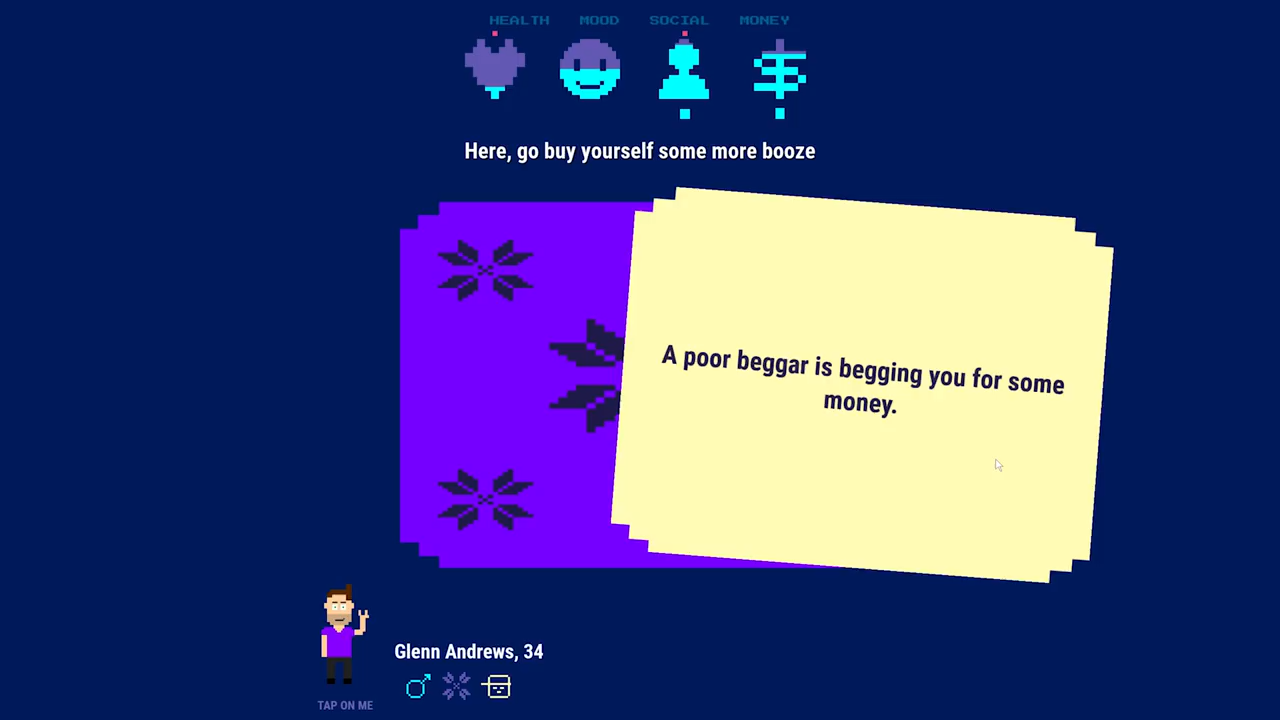 HEALTH MOOD SOCIAL MONEY
Here, go buy yourself some more booze
A poor beggar is begging you for some
money.
Glenn Andrews, 34
TAP ON ME